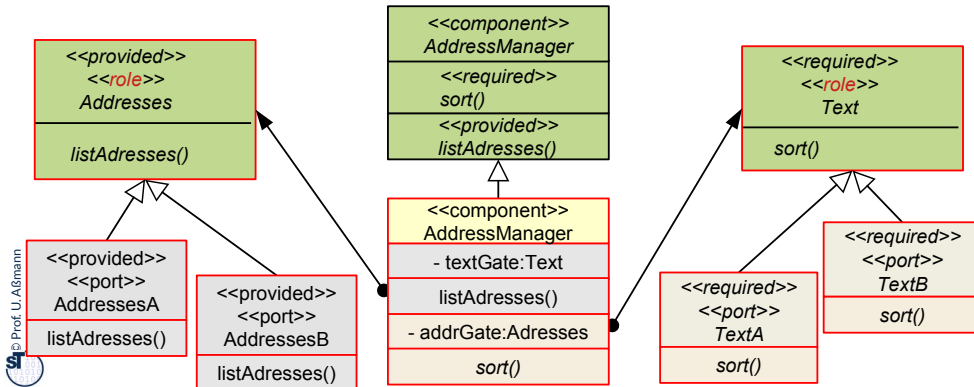 <<provided>>
<<role>>
Addresses
listAdresses()
<<component>>
AddressManager
<<required>>
sort()
<<provided>>
listAdresses()
<<required>>
<<role>>
Text
sort()
<<provided>>
<<port>>
AddressesA
listAdresses()
<<provided>>
<<port>>
AddressesB
listAdresses()
<<component>>
AddressManager
- textGate:Text
listAdresses()
- addrGate:Adresses
sort()
<<required>>
<<port>>
TextA
sort()
<<required>>
<<port>>
TextB
sort()
© Prof. U. Aßmann
ST